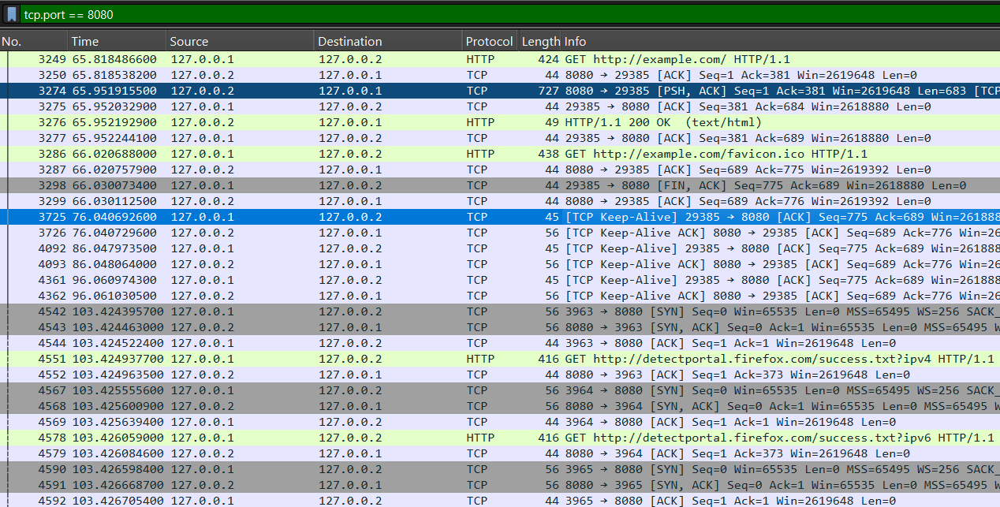 tcp.port == 8080
No. Time Source Destination Protocol Length Info
3249 65.818486600 127.0.0.1 127.0.0.2 HTTP 424 GET http://example.com/ HTTP/1.1
3250 65.818538200 127.0.0.2 127.0.0.1 TCP 44 8080 → 29385 [ACK] Seq=1 Ack=381 Win=2619648 Len=0
3274 65.951915500 127.0.0.2 127.0.0.1 TCP 727 8080 → 29385 [PSH, ACK] Seq=1 Ack=381 Win=2619648 Len=683 [TCP
3275 65.952032900 127.0.0.1 127.0.0.2 TCP 44 29385 → 8080 [ACK] Seq=381 Ack=684 Win=2618880 Len=0
3276 65.952192900 127.0.0.2 127.0.0.1 HTTP 49 HTTP/1.1 200 OK (text/html)
3277 65.952244100 127.0.0.1 127.0.0.2 TCP 44 29385 → 8080 [ACK] Seq=381 Ack=689 Win=2618880 Len=0
3286 66.020688000 127.0.0.1 127.0.0.2 HTTP 438 GET http://example.com/favicon.ico HTTP/1.1
3287 66.020757900 127.0.0.2 127.0.0.1 TCP 44 8080 → 29385 [ACK] Seq=689 Ack=775 Win=2619392 Len=0
3298 66.030073400 127.0.0.1 127.0.0.2 TCP 44 29385 → 8080 [FIN, ACK] Seq=775 Ack=689 Win=2618880 Len=0
3299 66.030112500 127.0.0.2 127.0.0.1 TCP 44 8080 → 29385 [ACK] Seq=689 Ack=776 Win=2619392 Len=0
3725 76.040692600 127.0.0.1 127.0.0.2 TCP 45 [TCP Keep-Alive] 29385 → 8080 [ACK] Seq=775 Ack=689 Win=261888
3726 76.040729600 127.0.0.2 127.0.0.1 TCP 56 [TCP Keep-Alive ACK] 8080 → 29385 [ACK] Seq=689 Ack=776 Win=26
4092 86.047973500 127.0.0.1 127.0.0.2 TCP 45 [TCP Keep-Alive] 29385 → 8080 [ACK] Seq=775 Ack=689 Win=261888
4093 86.048064000 127.0.0.2 127.0.0.1 TCP 56 [TCP Keep-Alive ACK] 8080 → 29385 [ACK] Seq=689 Ack=776 Win=26
4361 96.060974300 127.0.0.1 127.0.0.2 TCP 45 [TCP Keep-Alive] 29385 → 8080 [ACK] Seq=775 Ack=689 Win=261888
4362 96.061030500 127.0.0.2 127.0.0.1 TCP 56 [TCP Keep-Alive ACK] 8080 → 29385 [ACK] Seq=689 Ack=776 Win=26
4542 103.424395700 127.0.0.1 127.0.0.2 TCP 56 3963 → 8080 [SYN] Seq=0 Win=65535 Len=0 MSS=65495 WS=256 SACK_
4543 103.424463000 127.0.0.2 127.0.0.1 TCP 56 8080 → 3963 [SYN, ACK] Seq=0 Ack=1 Win=65535 Len=0 MSS=65495 W
4544 103.424522400 127.0.0.1 127.0.0.2 TCP 44 3963 → 8080 [ACK] Seq=1 Ack=1 Win=2619648 Len=0
4551 103.424937700 127.0.0.1 127.0.0.2 HTTP 416 GET http://detectportal.firefox.com/success.txt?ipv4 HTTP/1.1
4552 103.424963500 127.0.0.2 127.0.0.1 TCP 44 8080 → 3963 [ACK] Seq=1 Ack=373 Win=2619648 Len=0
4567 103.425555600 127.0.0.1 127.0.0.2 TCP 56 3964 → 8080 [SYN] Seq=0 Win=65535 Len=0 MSS=65495 WS=256 SACK_
4568 103.425600900 127.0.0.2 127.0.0.1 TCP 56 8080 → 3964 [SYN, ACK] Seq=0 Ack=1 Win=65535 Len=0 MSS=65495 W
4569 103.425639400 127.0.0.1 127.0.0.2 TCP 44 3964 → 8080 [ACK] Seq=1 Ack=1 Win=2619648 Len=0
4578 103.426059000 127.0.0.1 127.0.0.2 HTTP 416 GET http://detectportal.firefox.com/success.txt?ipv6 HTTP/1.1
4579 103.426084600 127.0.0.2 127.0.0.1 TCP 44 8080 → 3964 [ACK] Seq=1 Ack=373 Win=2619648 Len=0
4590 103.426598400 127.0.0.1 127.0.0.2 TCP 56 3965 → 8080 [SYN] Seq=0 Win=65535 Len=0 MSS=65495 WS=256 SACK_
4591 103.426668700 127.0.0.2 127.0.0.1 TCP 56 8080 → 3965 [SYN, ACK] Seq=0 Ack=1 Win=65535 Len=0 MSS=65495 W
4592 103.426705400 127.0.0.1 127.0.0.2 TCP 44 3965 → 8080 [ACK] Seq=1 Ack=1 Win=2619648 Len=0